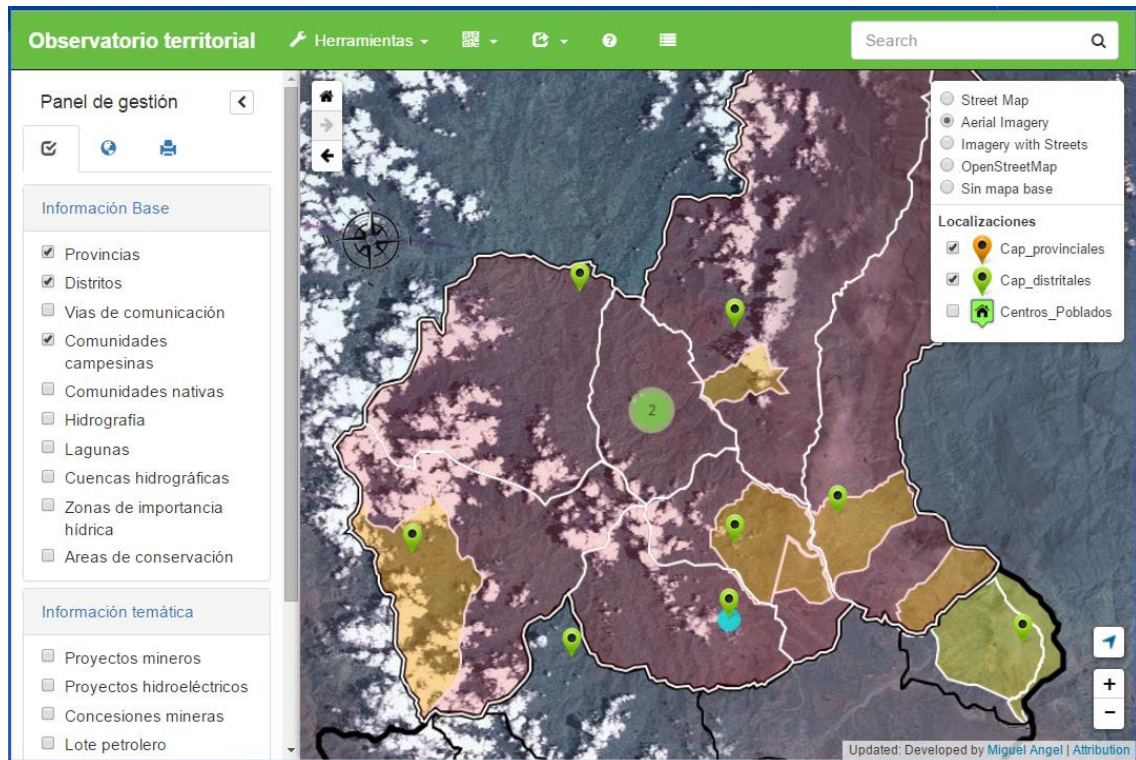 Observatorio territorial
Herramientas
Search
Panel de gestión
Información Base
Provincias
Distritos
Vias de comunicación
Comunidades
campesinas
Comunidades nativas
Hidrografía
Lagunas
Cuencas hidrográficas
Zonas de importancia
hídrica
Areas de conservación
Información temática
Proyectos mineros
Proyectos hidroeléctricos
Concesiones mineras
Lote petrolero
2
Street Map
Aerial Imagery
Imagery with Streets
OpenStreetMap
Sin mapa base
Localizaciones
Cap_provinciales
Cap_distritales
Centros_Poblados
+
−
Updated: Developed by Miguel Angel | Attribution